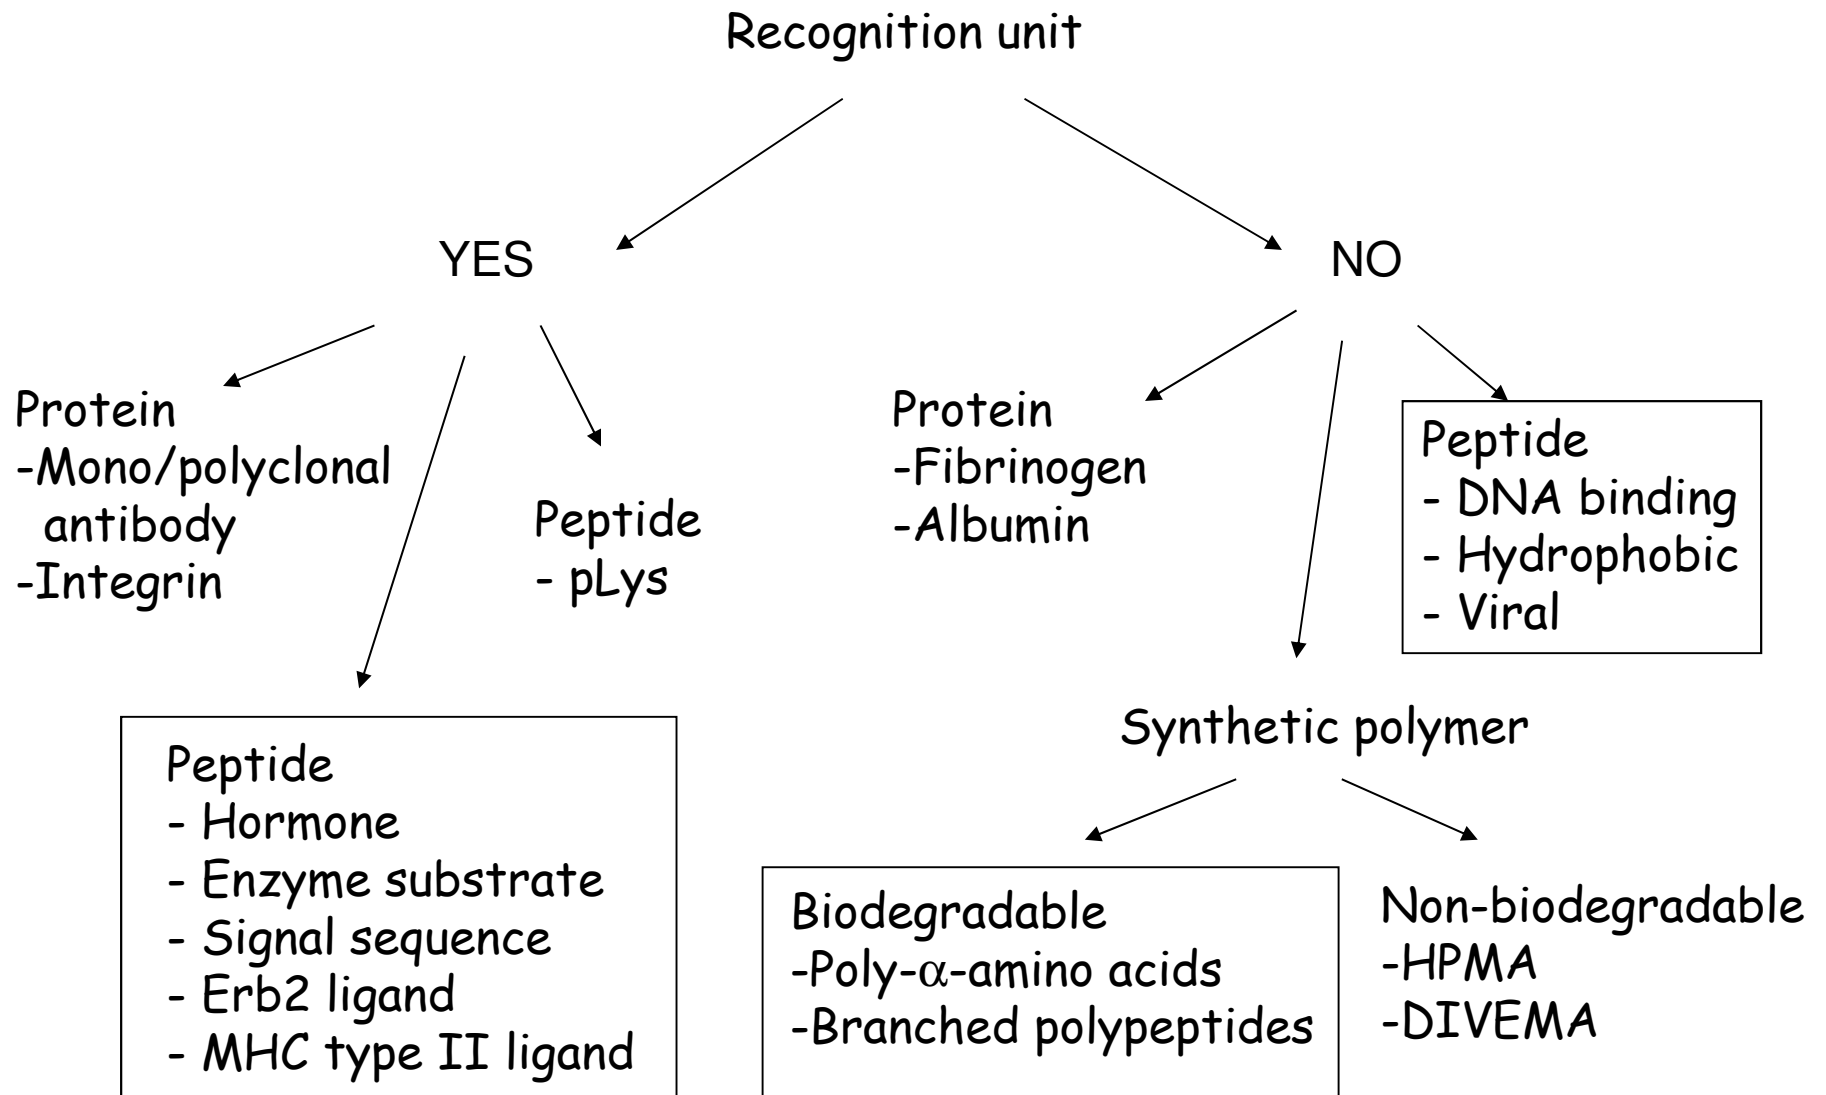 Recognition unit
YES
NO
Protein
-Mono/polyclonal
antibody
-Integrin
Peptide
- pLys
Protein
-Fibrinogen
-Albumin
Peptide
- DNA binding
- Hydrophobic
- Viral
Peptide
- Hormone
- Enzyme substrate
- Signal sequence
- Erb2 ligand
- MHC type II ligand
Synthetic polymer
Biodegradable
-Poly-α-amino acids
-Branched polypeptides
Non-biodegradable
-HPMA
-DIVEMA